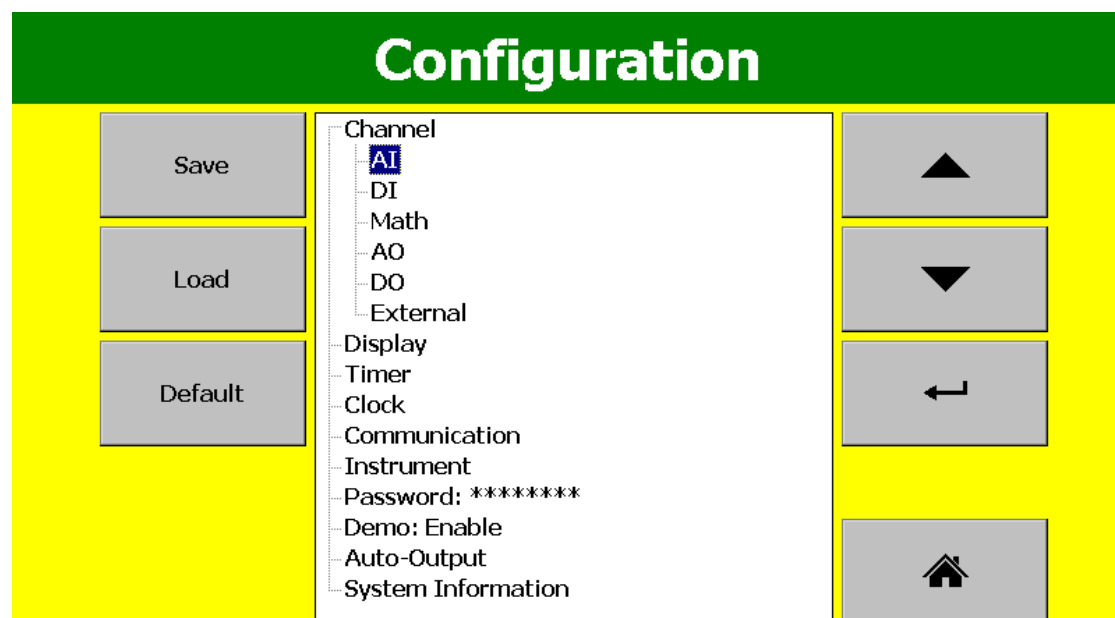 Configuration
Save
Load
Default
Channel
AI
DI
Math
AO
DO
External
Display
Timer
Clock
Communication
Instrument
Password: ********
Demo: Enable
Auto-Output
System Information